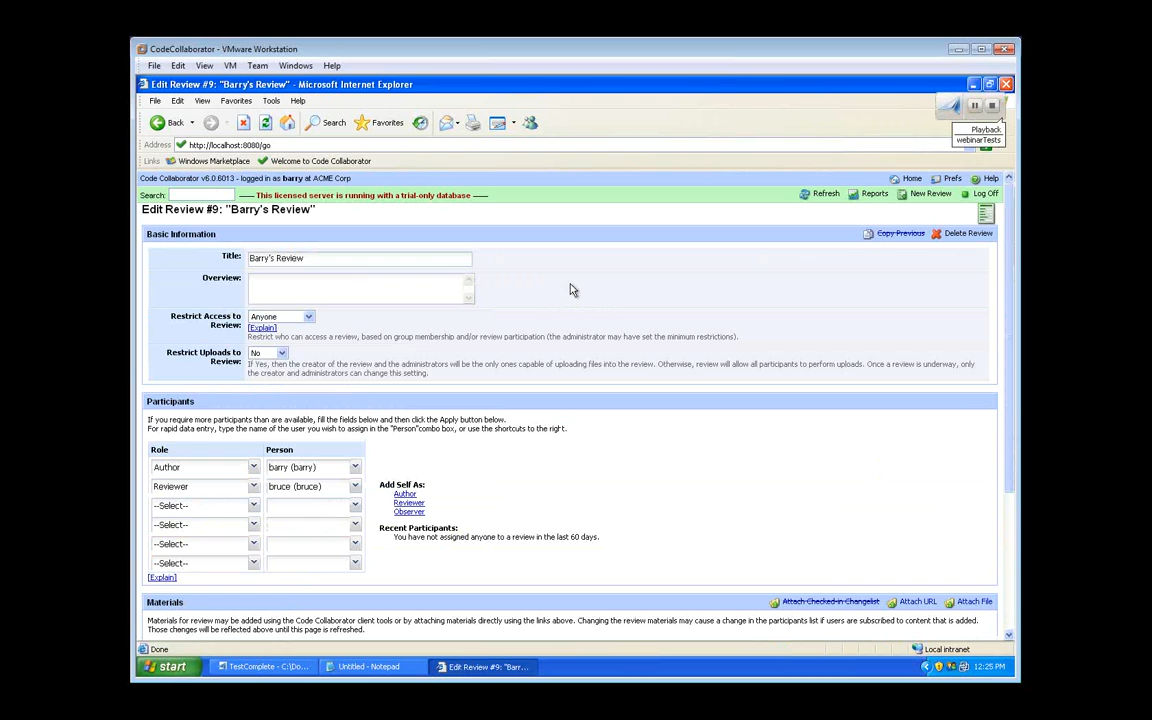 CodeCollaborator - VMware Workstation
File Edit View VM Team Windows Help
Edit Review #9: "Barry's Review" - Microsoft Internet Explorer
File Edit View Favorites Tools Help
Back Search Favorites
Playback
webinarTests
Address http://localhost:8080/go
Links Windows Marketplace Welcome to Code Collaborator
Code Collaborator v6.0.6013 - logged in as barry at ACME Corp Home Prefs Help
Search: This licensed server is running with a trial-only database Refresh Reports New Review Log Off
Edit Review #9: "Barry's Review"
Basic Information Copy Previous Delete Review
Title: Barry's Review
Overview:
Restrict Access to Review: Anyone
[Explain]
Restrict who can access a review, based on group membership and/or review participation (the administrator may have set the minimum restrictions).
Restrict Uploads to Review: No
If Yes, then the creator of the review and the administrators will be the only ones capable of uploading files into the review. Otherwise, review will allow all participants to perform uploads. Once a review is underway, only
the creator and administrators can change this setting.
Participants
If you require more participants than are available, fill the fields below and then click the Apply button below.
For rapid data entry, type the name of the user you wish to assign in the "Person"combo box, or use the shortcuts to the right.
Role Person
Author barry (barry)
Reviewer bruce (bruce)
--Select--
--Select--
--Select--
--Select--
[Explain]
Add Self As:
Author
Reviewer
Observer
Recent Participants:
You have not assigned anyone to a review in the last 60 days.
Materials Attach Checked-in Changelist Attach URL Attach File
Materials for review may be added using the Code Collaborator client tools or by attaching materials directly using the links above. Changing the review materials may cause a change in the participants list if users are subscribed to content that is added.
Those changes will be reflected above until this page is refreshed.
Done Local intranet
start TestComplete - C:\Do... Untitled - Notepad Edit Review #9: "Barr... 12:25 PM